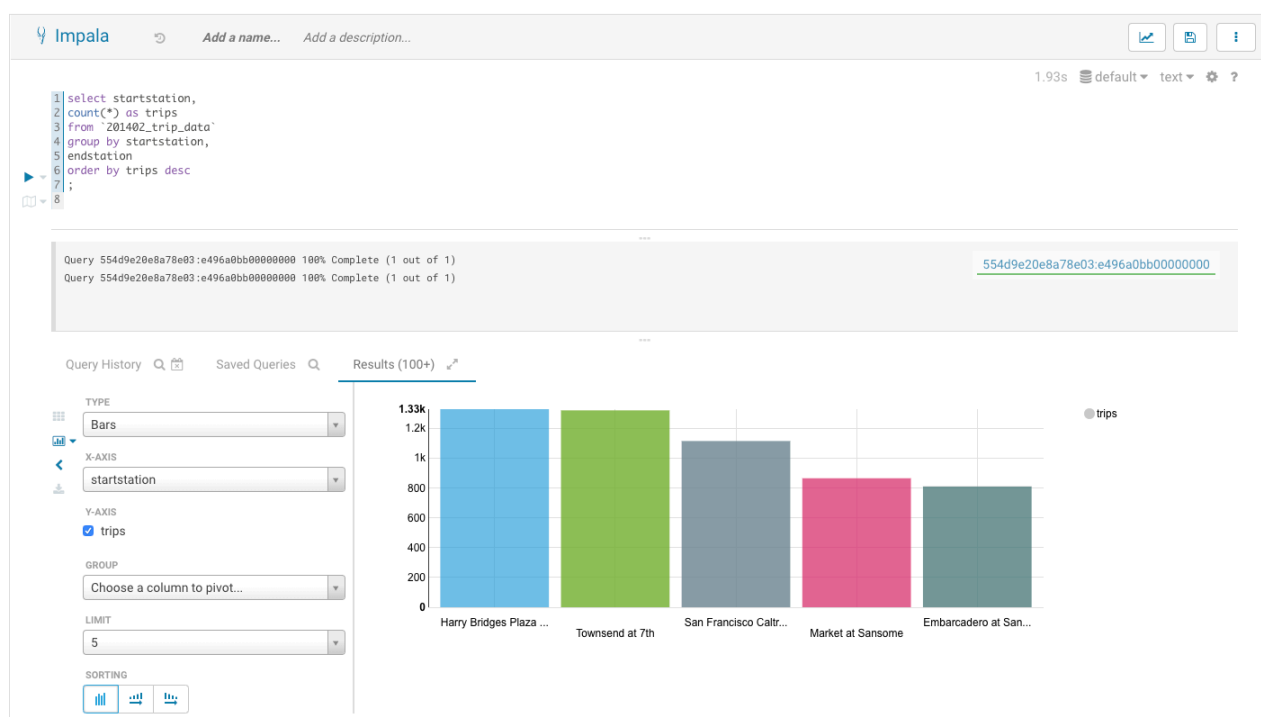 Impala Add a name... Add a description...
1.93s default text ?
1 select startstation,
2 count(*) as trips
3 from `201402_trip_data`
4 group by startstation,
5 endstation
6 order by trips desc
7 ;
8
Query 554d9e20e8a78e03:e496a0bb00000000 100% Complete (1 out of 1)
Query 554d9e20e8a78e03:e496a0bb00000000 100% Complete (1 out of 1)
554d9e20e8a78e03:e496a0bb00000000
Query History Saved Queries Results (100+)
TYPE
Bars
X-AXIS
startstation
Y-AXIS
trips
GROUP
Choose a column to pivot...
LIMIT
5
SORTING
1.33k
1.2k
1k
800
600
400
200
0
Harry Bridges Plaza ...
Townsend at 7th
San Francisco Caltr...
Market at Sansome
Embarcadero at San...
trips